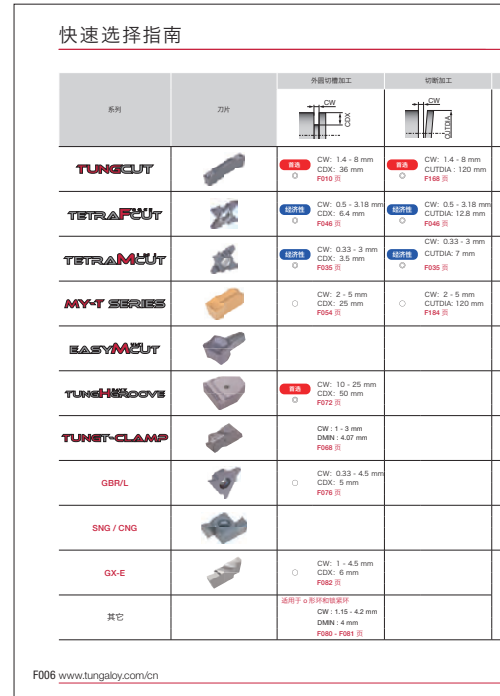 快速选择指南
系列
刀片
外圆切槽加工
切断加工
CW
CDX
CW
CUTDIA
TUNGCUT
首选
CW: 1.4 - 8 mm
CDX: 36 mm
F010 页
首选
CW: 1.4 - 8 mm
CUTDIA : 120 mm
F168 页
TETRAFCUT
经济性
CW: 0.5 - 3.18 mm
CDX: 6.4 mm
F046 页
经济性
CW: 0.5 - 3.18 mm
CUTDIA: 12.8 mm
F046 页
TETRAMCUT
经济性
CW: 0.33 - 3 mm
CDX: 3.5 mm
F035 页
经济性
CW: 0.33 - 3 mm
CUTDIA: 7 mm
F035 页
MY-T SERIES
CW: 2 - 5 mm
CDX: 25 mm
F054 页
CW: 2 - 5 mm
CUTDIA: 120 mm
F184 页
EASYMCUT
TUNGHGROOVE
首选
CW: 10 - 25 mm
CDX: 50 mm
F072 页
TUNGT-CLAMP
CW : 1 - 3 mm
DMIN : 4.07 mm
F068 页
GBR/L
CW: 0.33 - 4.5 mm
CDX: 5 mm
F076 页
SNG / CNG
GX-E
CW: 1 - 4.5 mm
CDX: 6 mm
F082 页
其它
适用于 o 形环和锁紧环
CW : 1.15 - 4.2 mm
DMIN : 4 mm
F080 - F081 页
F006 www.tungaloy.com/cn